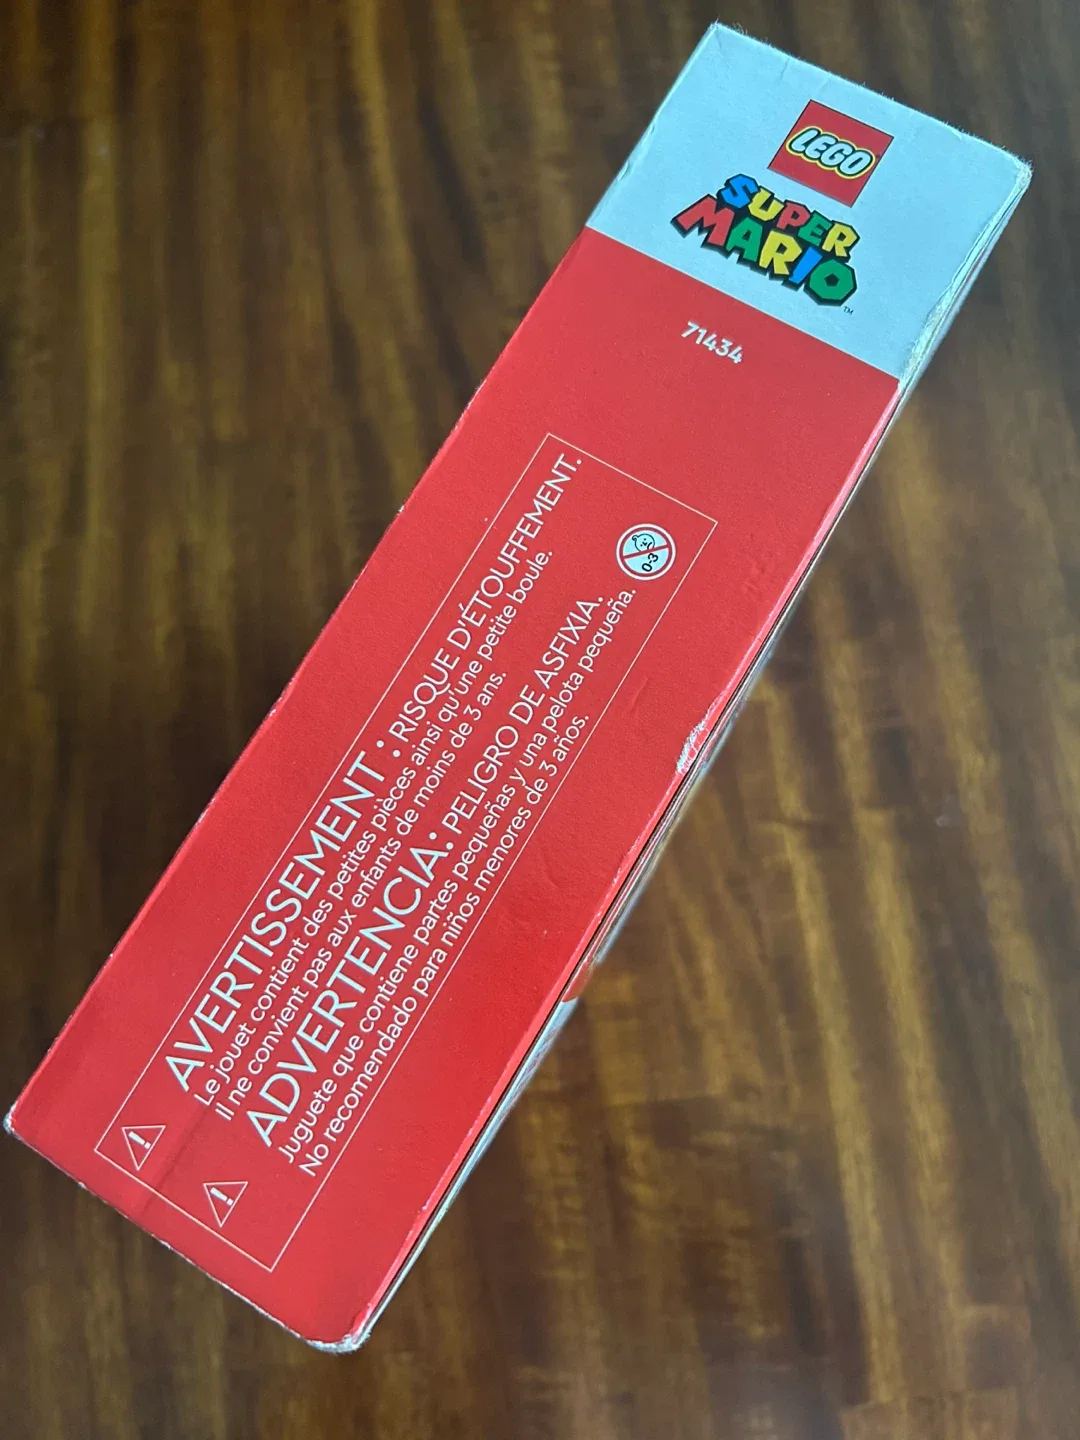 LEGO
SUPER
MARIO
™
71434
AVERTISSEMENT : RISQUE D'ÉTOUFFEMENT.
Le jouet contient des petites pièces ainsi qu'une petite boule.
Il ne convient pas aux enfants de moins de 3 ans.
ADVERTENCIA: PELIGRO DE ASFIXIA.
Juguete que contiene partes pequeñas y una pelota pequeña.
No recomendado para niños menores de 3 años.
0-3